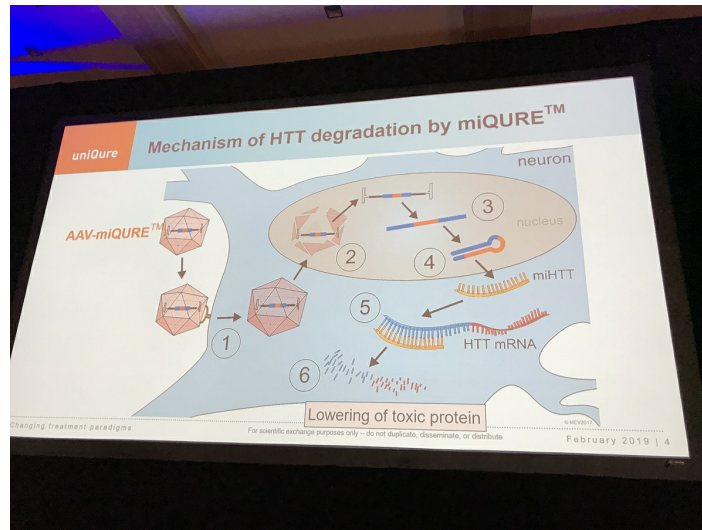 uniQure
Mechanism of HTT degradation by miQURE™
neuron
AAV-miQURE™
nucleus
1
2
3
4
miHTT
5
HTT mRNA
6
Lowering of toxic protein
Changing treatment paradigms
For scientific exchange purposes only – do not duplicate, disseminate, or distribute
© MEX2017
February 2019 | 4